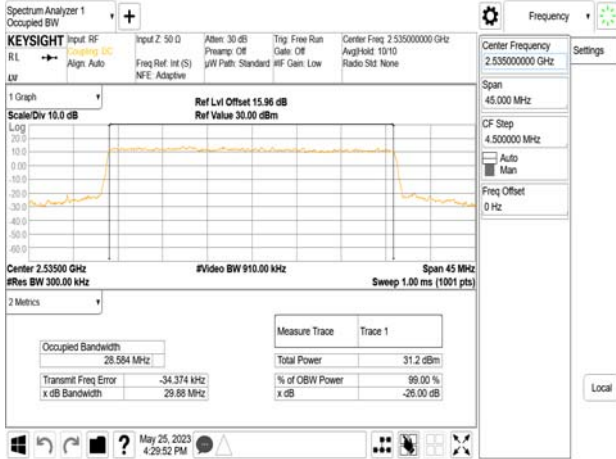 Spectrum Analyzer 1
Occupied BW
+
Frequency
KEYSIGHT
RL
Input: RF
Coupling: DC
Align: Auto
Input Z: 50 Ω
Freq Ref: Int (S)
NFE: Adaptive
Atten: 30 dB
Preamp: Off
µW Path: Standard
Trig: Free Run
Gate: Off
#IF Gain: Low
Center Freq: 2.535000000 GHz
Avg|Hold: 10/10
Radio Std: None
Center Frequency
2.535000000 GHz
Settings
Span
45.000 MHz
CF Step
4.500000 MHz
Auto
Man
Freq Offset
0 Hz
Local
1 Graph
Scale/Div 10.0 dB
Ref Lvl Offset 15.96 dB
Ref Value 30.00 dBm
Log
20.0
10.0
0.00
-10.0
-20.0
-30.0
-40.0
-50.0
-60.0
Center 2.53500 GHz
#Video BW 910.00 kHz
Span 45 MHz
#Res BW 300.00 kHz
Sweep 1.00 ms (1001 pts)
2 Metrics
Measure Trace Trace 1
Occupied Bandwidth
28.584 MHz
Total Power 31.2 dBm
Transmit Freq Error -34.374 kHz
% of OBW Power 99.00 %
x dB Bandwidth 29.88 MHz
x dB -26.00 dB
?
May 25, 2023
4:29:52 PM